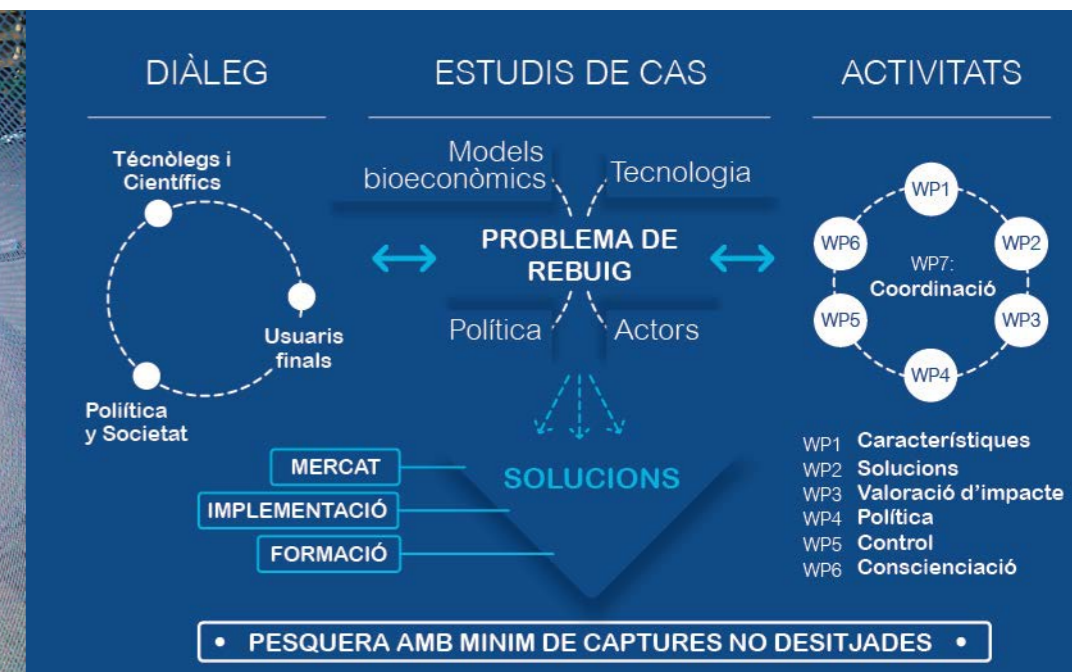 DIÀLEG
Técnòlegs i
Científics
Usuaris
finals
Poliítica
y Societat
ESTUDIS DE CAS
Models
bioeconòmics
Tecnologia
PROBLEMA DE
REBUIG
Política
Actors
SOLUCIONS
MERCAT
IMPLEMENTACIÓ
FORMACIÓ
ACTIVITATS
WP1
WP6
WP2
WP7:
Coordinació
WP5
WP3
WP4
WP1 Característiques
WP2 Solucions
WP3 Valoració d'impacte
WP4 Política
WP5 Control
WP6 Conscienciació
• PESQUERA AMB MINIM DE CAPTURES NO DESITJADES •